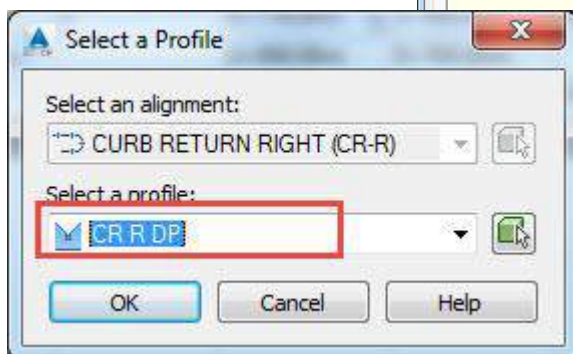 Select a Profile
Select an alignment:
CURB RETURN RIGHT (CR-R)
Select a profile:
CR R DP
OK Cancel Help